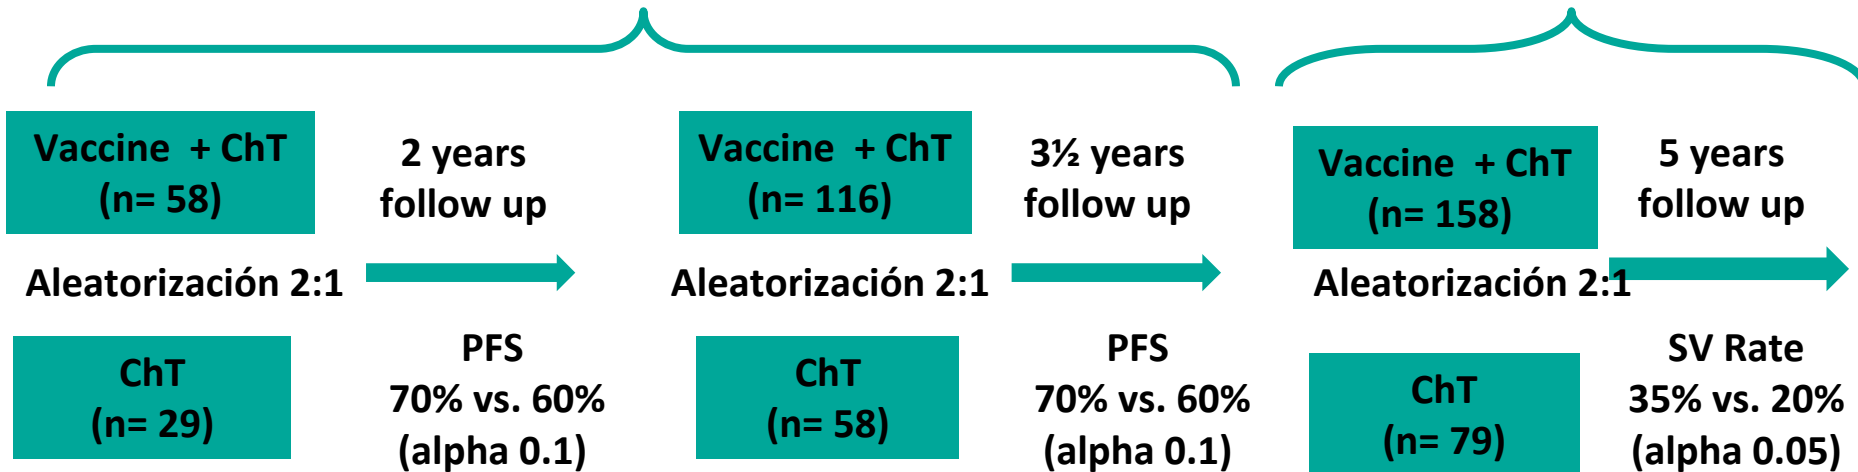 Vaccine + ChT
(n= 58)
Aleatorización 2:1
ChT
(n= 29)
2 years
follow up
PFS
70% vs. 60%
(alpha 0.1)
Vaccine + ChT
(n= 116)
Aleatorización 2:1
ChT
(n= 58)
3½ years
follow up
PFS
70% vs. 60%
(alpha 0.1)
Vaccine + ChT
(n= 158)
Aleatorización 2:1
ChT
(n= 79)
5 years
follow up
SV Rate
35% vs. 20%
(alpha 0.05)